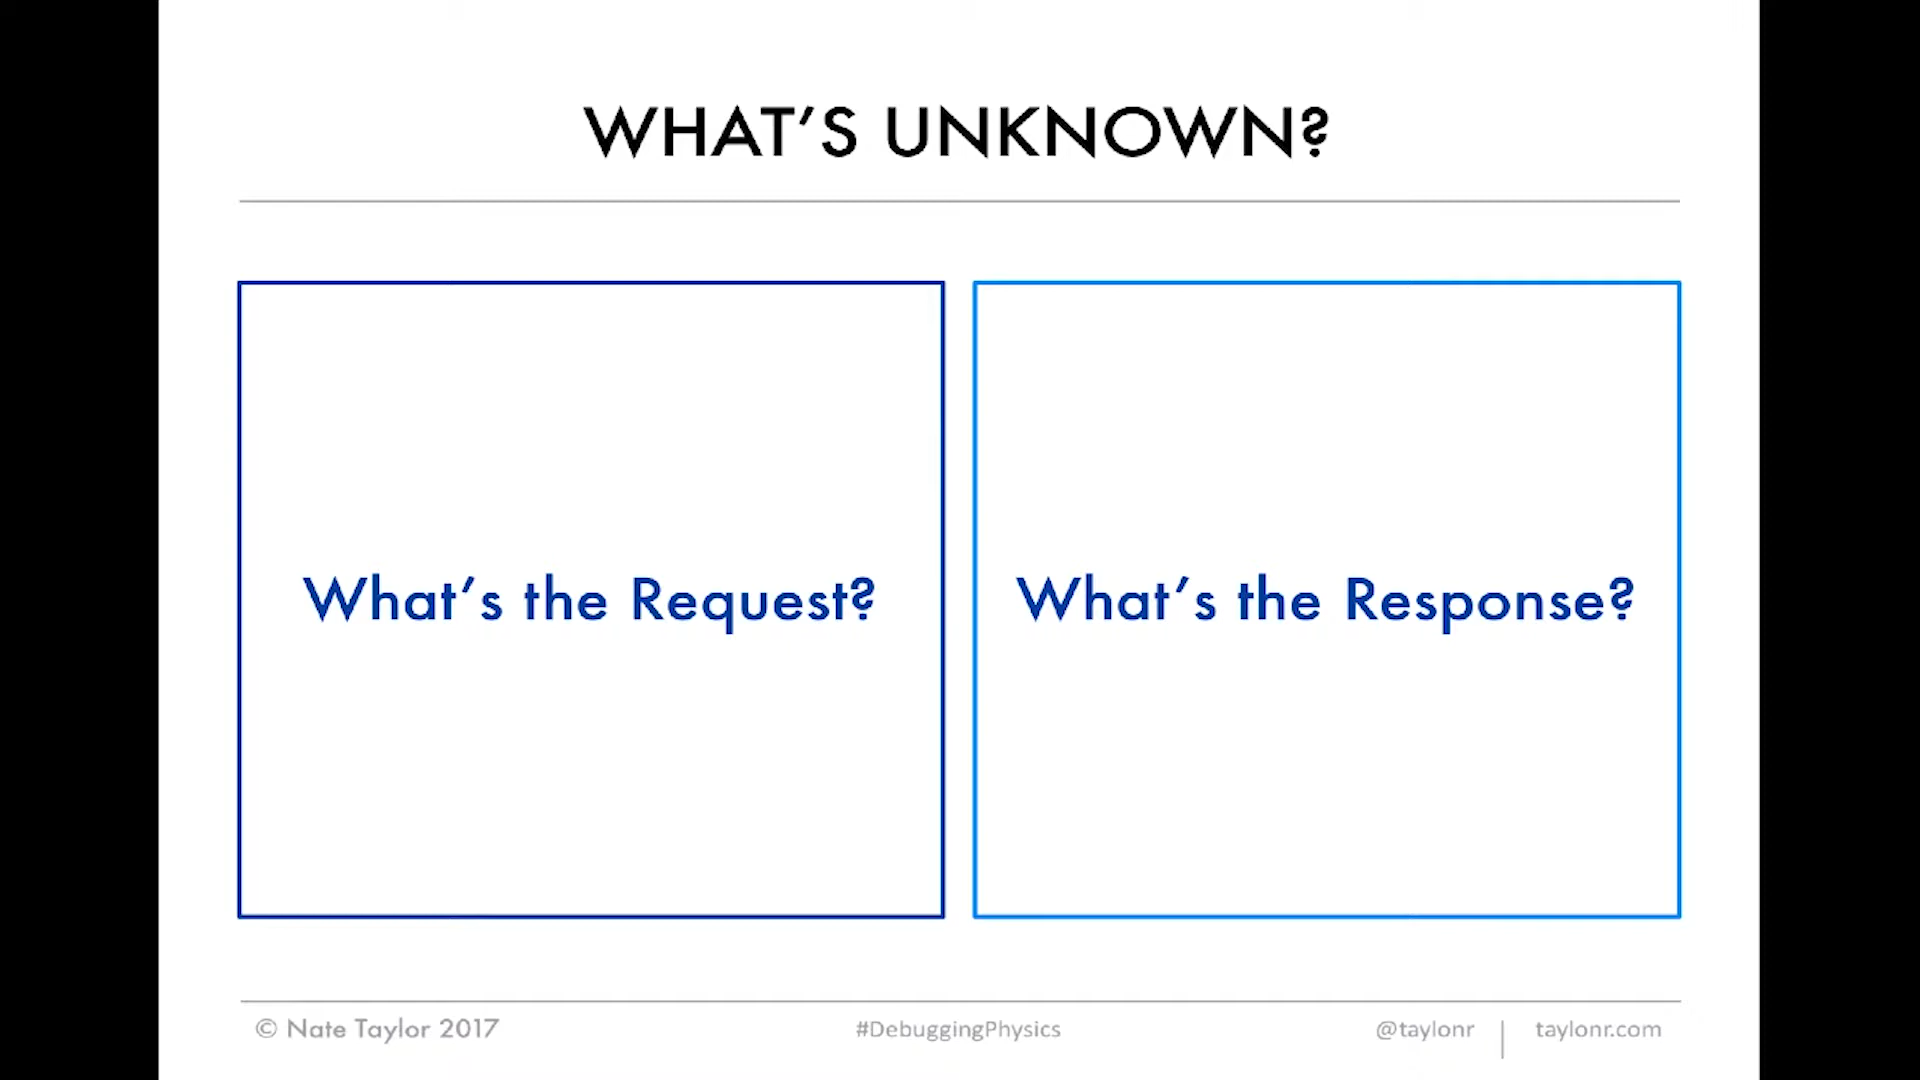 WHAT’S UNKNOWN?
What’s the Request?
What’s the Response?
© Nate Taylor 2017
#DebuggingPhysics
@taylonr | taylonr.com